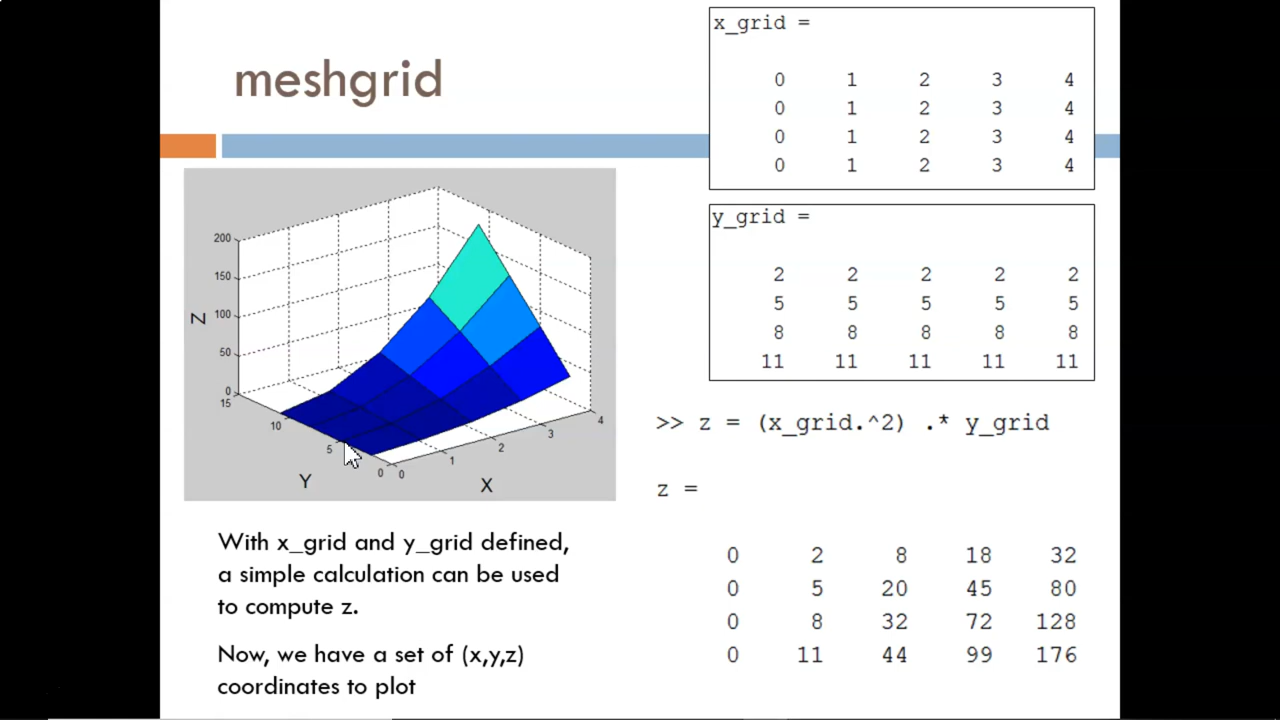 meshgrid
x_grid =
0 1 2 3 4
0 1 2 3 4
0 1 2 3 4
0 1 2 3 4
y_grid =
2 2 2 2 2
5 5 5 5 5
8 8 8 8 8
11 11 11 11 11
200
150
100
50
0
Z
15
10
5
0
Y
0
1
2
3
4
X
>> z = (x_grid.^2) .* y_grid
z =
0 2 8 18 32
0 5 20 45 80
0 8 32 72 128
0 11 44 99 176
With x_grid and y_grid defined,
a simple calculation can be used
to compute z.
Now, we have a set of (x,y,z)
coordinates to plot